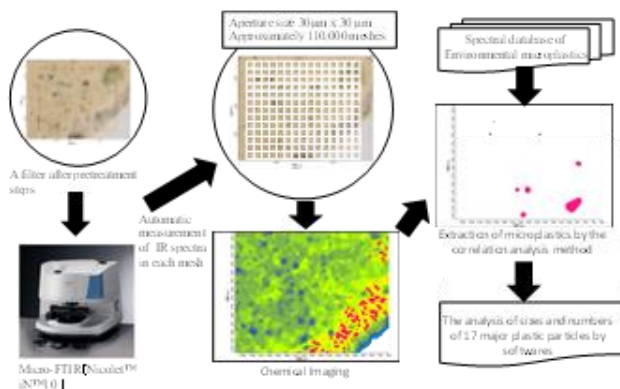 Aperture size 30μm x 30 μm
Approximately 110,000 meshes
Spectral database of
Environmental microplastics
A filter after pretreatment
steps
Automatic
measurement
of IR spectra
in each mesh
Extraction of microplastics by the
correlation analysis method
Micro-FTIR[Nicolet™
iN™10 ]
Chemical Imaging
The analysis of sizes and numbers
of 17 major plastic particles by
softwares